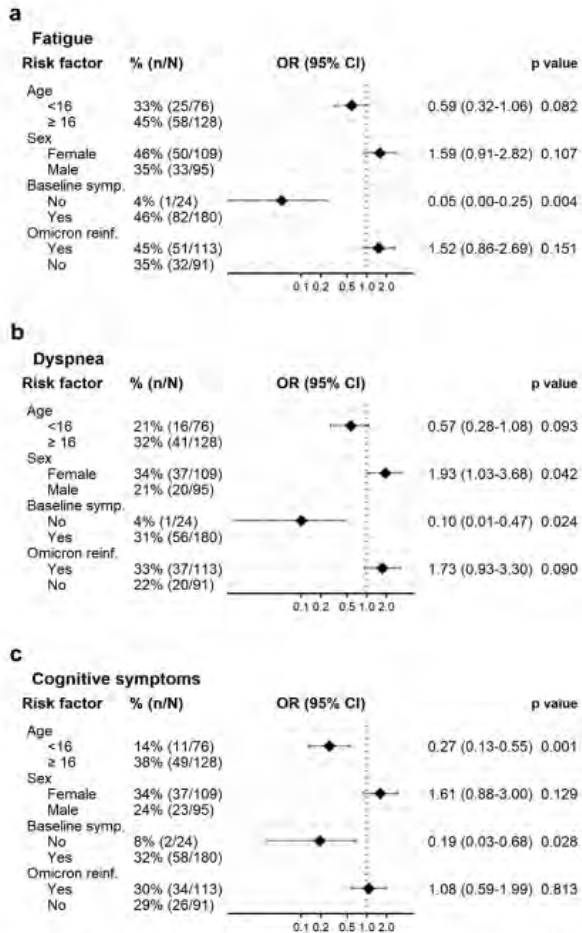 a
Fatigue
Risk factor % (n/N) OR (95% CI) p value
Age
<16 33% (25/76) 0.59 (0.32-1.06) 0.082
≥ 16 45% (58/128)
Sex
Female 46% (50/109) 1.59 (0.91-2.82) 0.107
Male 35% (33/95)
Baseline symp.
No 4% (1/24) 0.05 (0.00-0.25) 0.004
Yes 46% (82/180)
Omicron reinf.
Yes 45% (51/113) 1.52 (0.86-2.69) 0.151
No 35% (32/91)
0.1 0.2 0.5 1.0 2.0
b
Dyspnea
Risk factor % (n/N) OR (95% CI) p value
Age
<16 21% (16/76) 0.57 (0.28-1.08) 0.093
≥ 16 32% (41/128)
Sex
Female 34% (37/109) 1.93 (1.03-3.68) 0.042
Male 21% (20/95)
Baseline symp.
No 4% (1/24) 0.10 (0.01-0.47) 0.024
Yes 31% (56/180)
Omicron reinf.
Yes 33% (37/113) 1.73 (0.93-3.30) 0.090
No 22% (20/91)
0.1 0.2 0.5 1.0 2.0
c
Cognitive symptoms
Risk factor % (n/N) OR (95% CI) p value
Age
<16 14% (11/76) 0.27 (0.13-0.55) 0.001
≥ 16 38% (49/128)
Sex
Female 34% (37/109) 1.61 (0.88-3.00) 0.129
Male 24% (23/95)
Baseline symp.
No 8% (2/24) 0.19 (0.03-0.68) 0.028
Yes 32% (58/180)
Omicron reinf.
Yes 30% (34/113) 1.08 (0.59-1.99) 0.813
No 29% (26/91)
0.1 0.2 0.5 1.0 2.0